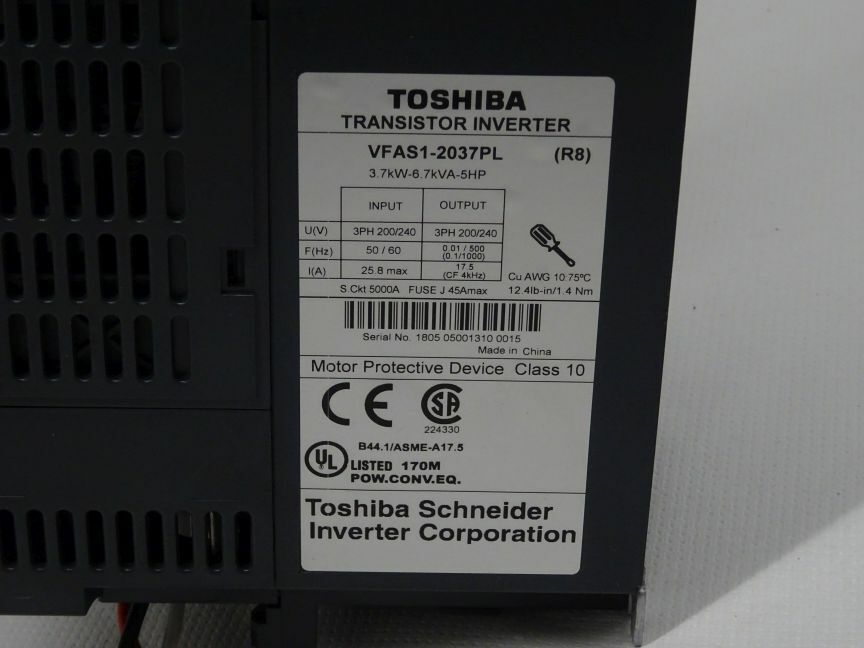 TOSHIBA
TRANSISTOR INVERTER
VFAS1-2037PL (R8)
3.7kW-6.7kVA-5HP
INPUT OUTPUT
U(V) 3PH 200/240 3PH 200/240
F(Hz) 50 / 60 0.01 / 500
(0.1/1000)
I(A) 25.8 max 17.5
(CF 4kHz)
Cu AWG 10:75ºC
S.Ckt 5000A FUSE J 45Amax 12.4lb-in/1.4 Nm
Serial No. 1805 05001310 0015
Made in China
Motor Protective Device Class 10
CE SA
224330
B44.1/ASME-A17.5
UL LISTED 170M
POW.CONV.EQ.
Toshiba Schneider
Inverter Corporation